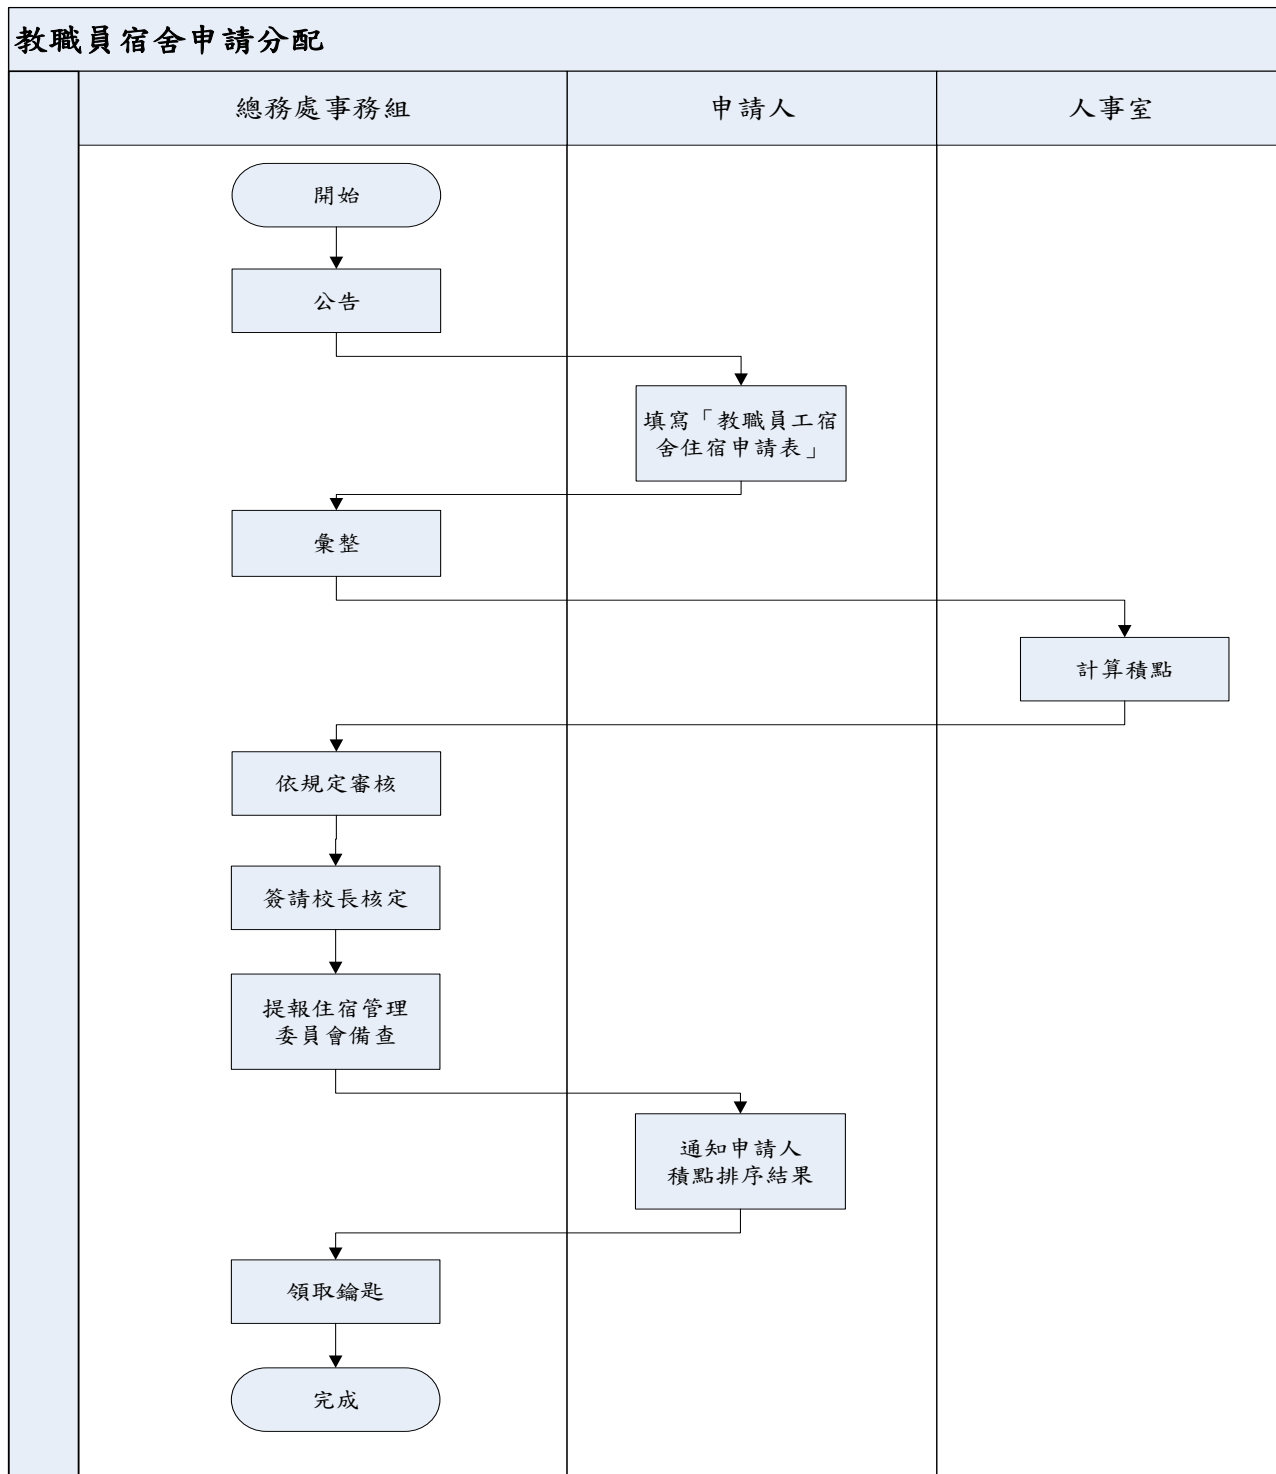 教職員宿舍申請分配
總務處事務組
申請人
人事室
開始
公告
填寫「教職員工宿
舍住宿申請表」
彙整
計算積點
依規定審核
簽請校長核定
提報住宿管理
委員會備查
通知申請人
積點排序結果
領取鑰匙
完成